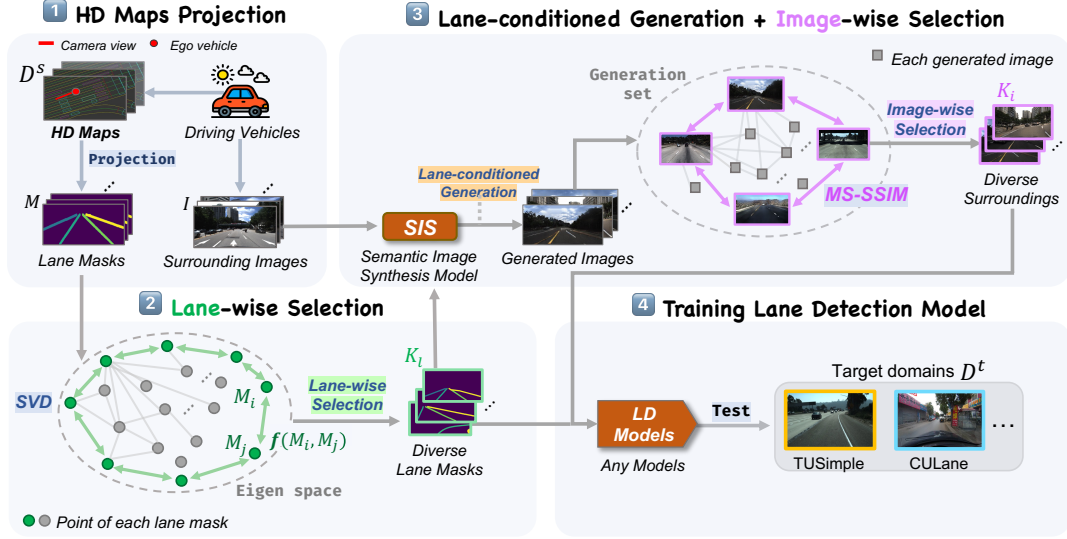 1 HD Maps Projection
Camera view
Ego vehicle
D^s
HD Maps
Driving Vehicles
Projection
M
I
Lane Masks
Surrounding Images
3 Lane-conditioned Generation + Image-wise Selection
Generation
set
Each generated image
K_i
Image-wise
Selection
Lane-conditioned
Generation
MS-SSIM
Diverse
Surroundings
SIS
Semantic Image
Synthesis Model
Generated Images
2 Lane-wise Selection
SVD
M_i
M_j
f(M_i, M_j)
Eigen space
Lane-wise
Selection
K_l
Diverse
Lane Masks
Point of each lane mask
4 Training Lane Detection Model
Target domains D^t
LD
Models
Any Models
Test
TUSimple
CULane
...